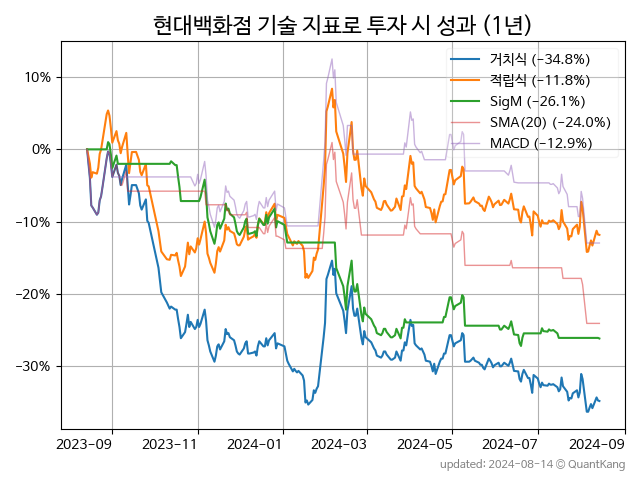 현대백화점 기술 지표로 투자 시 성과 (1년)
거치식 (−34.8%)
적립식 (−11.8%)
SigM (−26.1%)
SMA(20) (−24.0%)
MACD (−12.9%)
10%
0%
−10%
−20%
−30%
2023-09 2023-11 2024-01 2024-03 2024-05 2024-07 2024-09
updated: 2024-08-14 © QuantKang